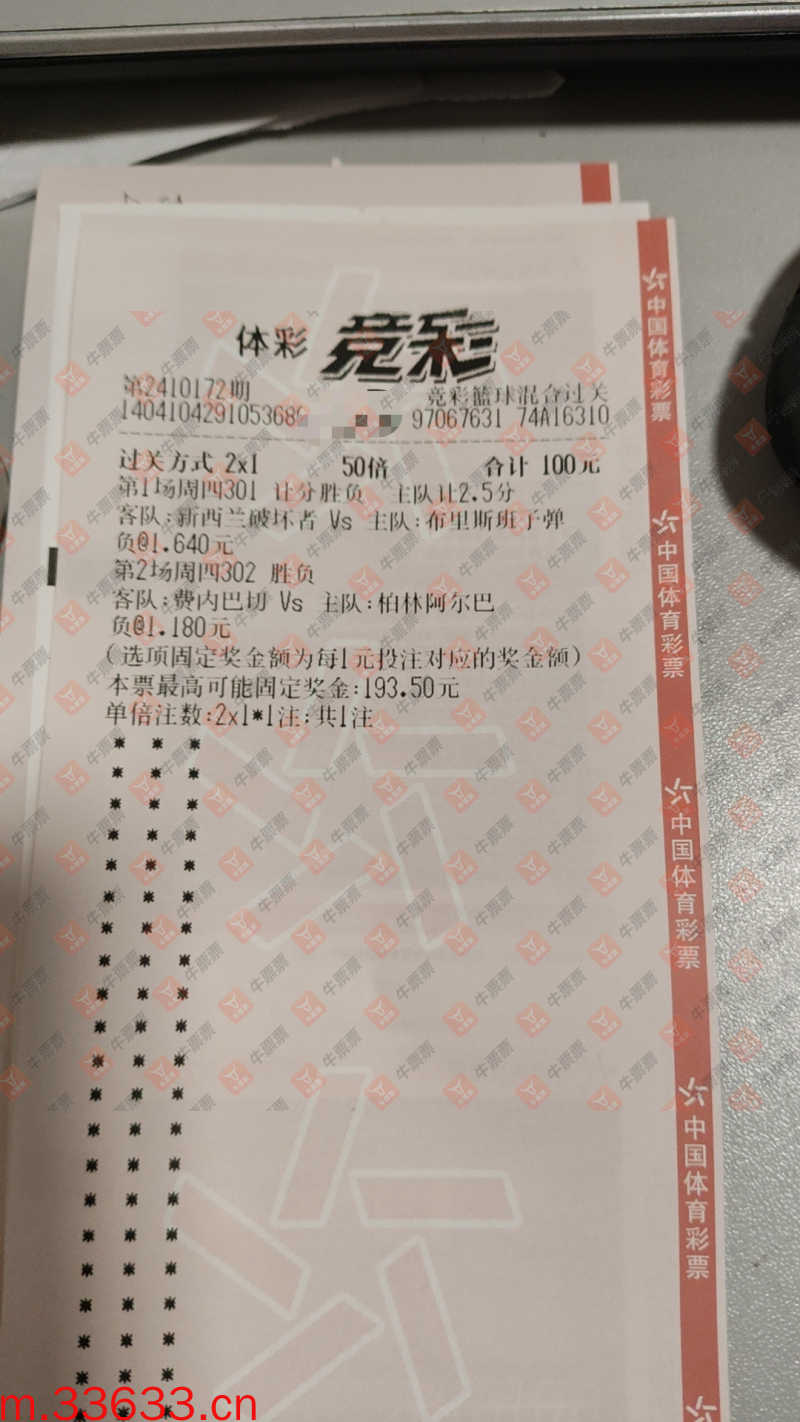 体彩 竞彩
第2410172期 竞彩篮球混合过关
140410429105368 97067631 74A16310
过关方式 2x1 50倍 合计 100元
第1场周四301 让分胜负 主队让2.5分
客队:新西兰破坏者 Vs 主队:布里斯班子弹
负@1.640元
第2场周四302 胜负
客队:费内巴切 Vs 主队:柏林阿尔巴
负@1.180元
(选项固定奖金额为每1元投注对应的奖金额)
本票最高可能固定奖金:193.50元
单倍注数:2x1*1注;共1注
中国体育彩票
中国体育彩票
中国体育彩票
中国体育彩票
牛票票
m.33633.cn